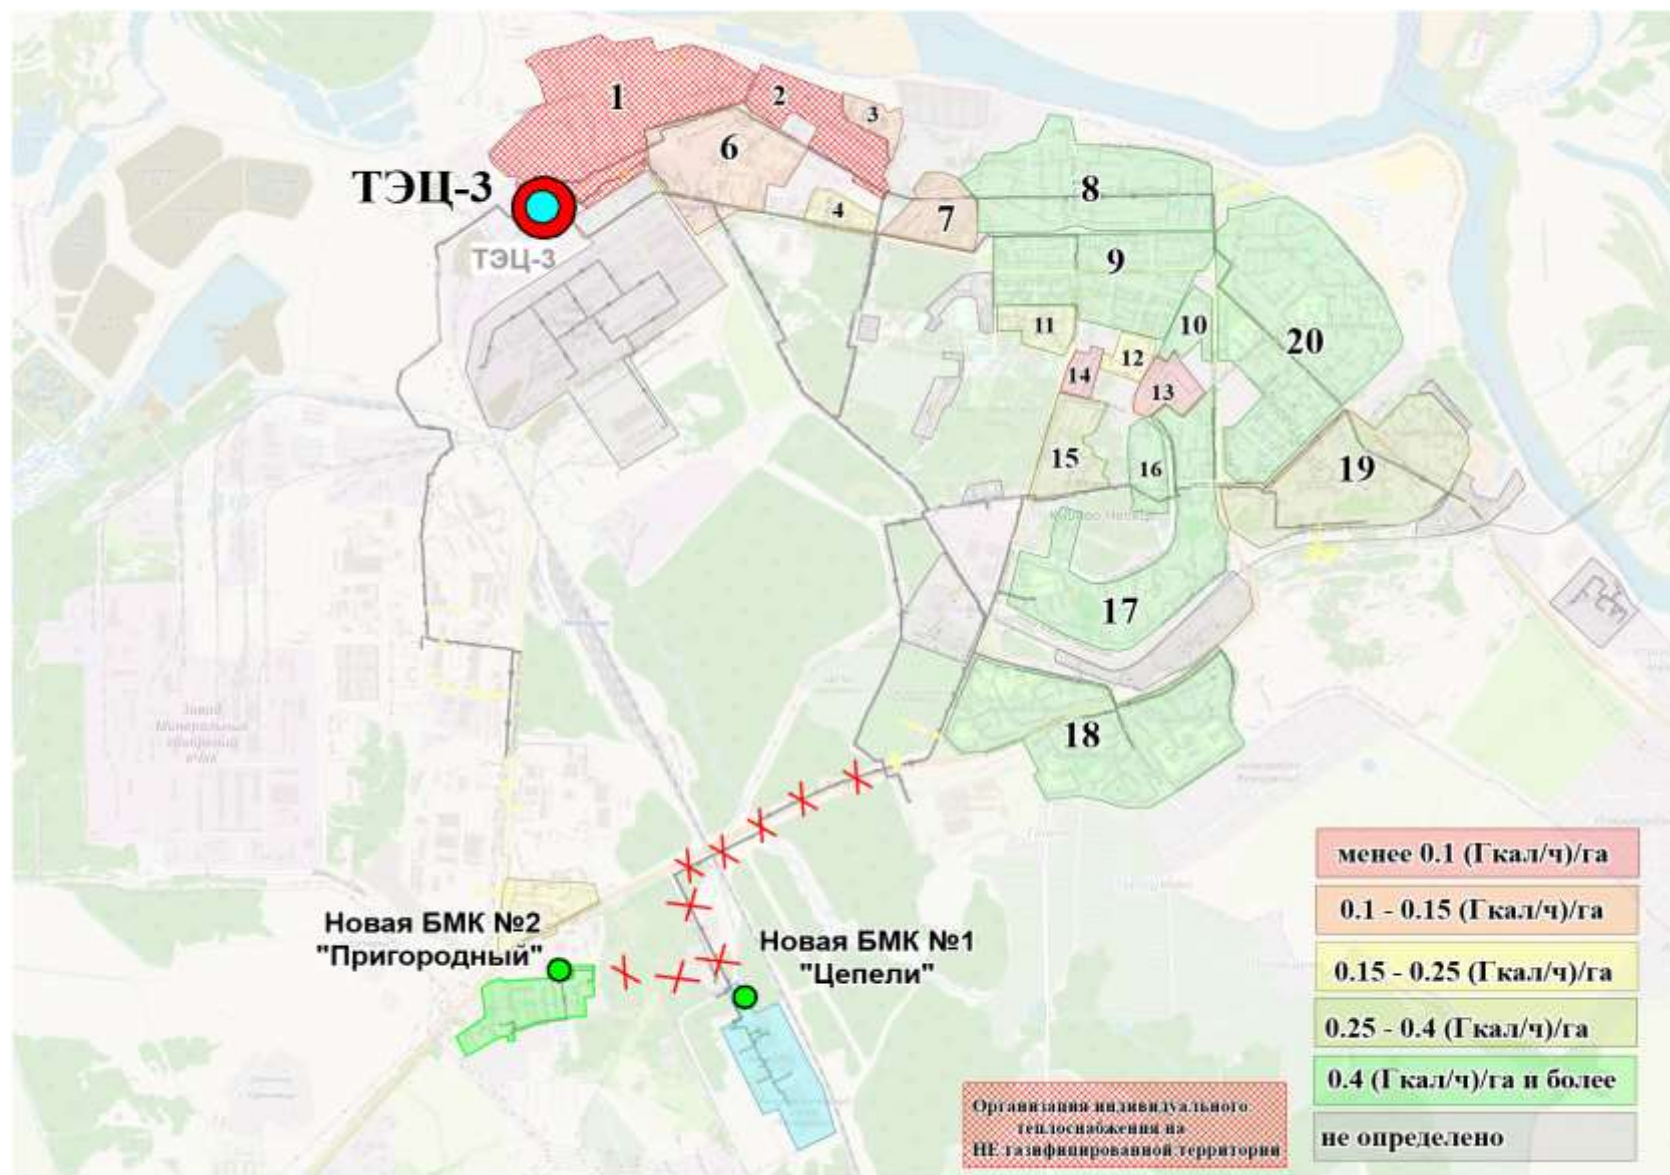 1
2
3
6
ТЭЦ-3
ТЭЦ-3
4
7
8
9
10
11
12
14
13
20
15
16
19
17
18
Завод
Минеральных
Новая БМК №2
"Пригородный"
Новая БМК №1
"Цепели"
менее 0.1 (Гкал/ч)/га
0.1 - 0.15 (Гкал/ч)/га
0.15 - 0.25 (Гкал/ч)/га
0.25 - 0.4 (Гкал/ч)/га
0.4 (Гкал/ч)/га и более
не определено
Организация индивидуального
теплоснабжения на
НЕ газифицированной территории